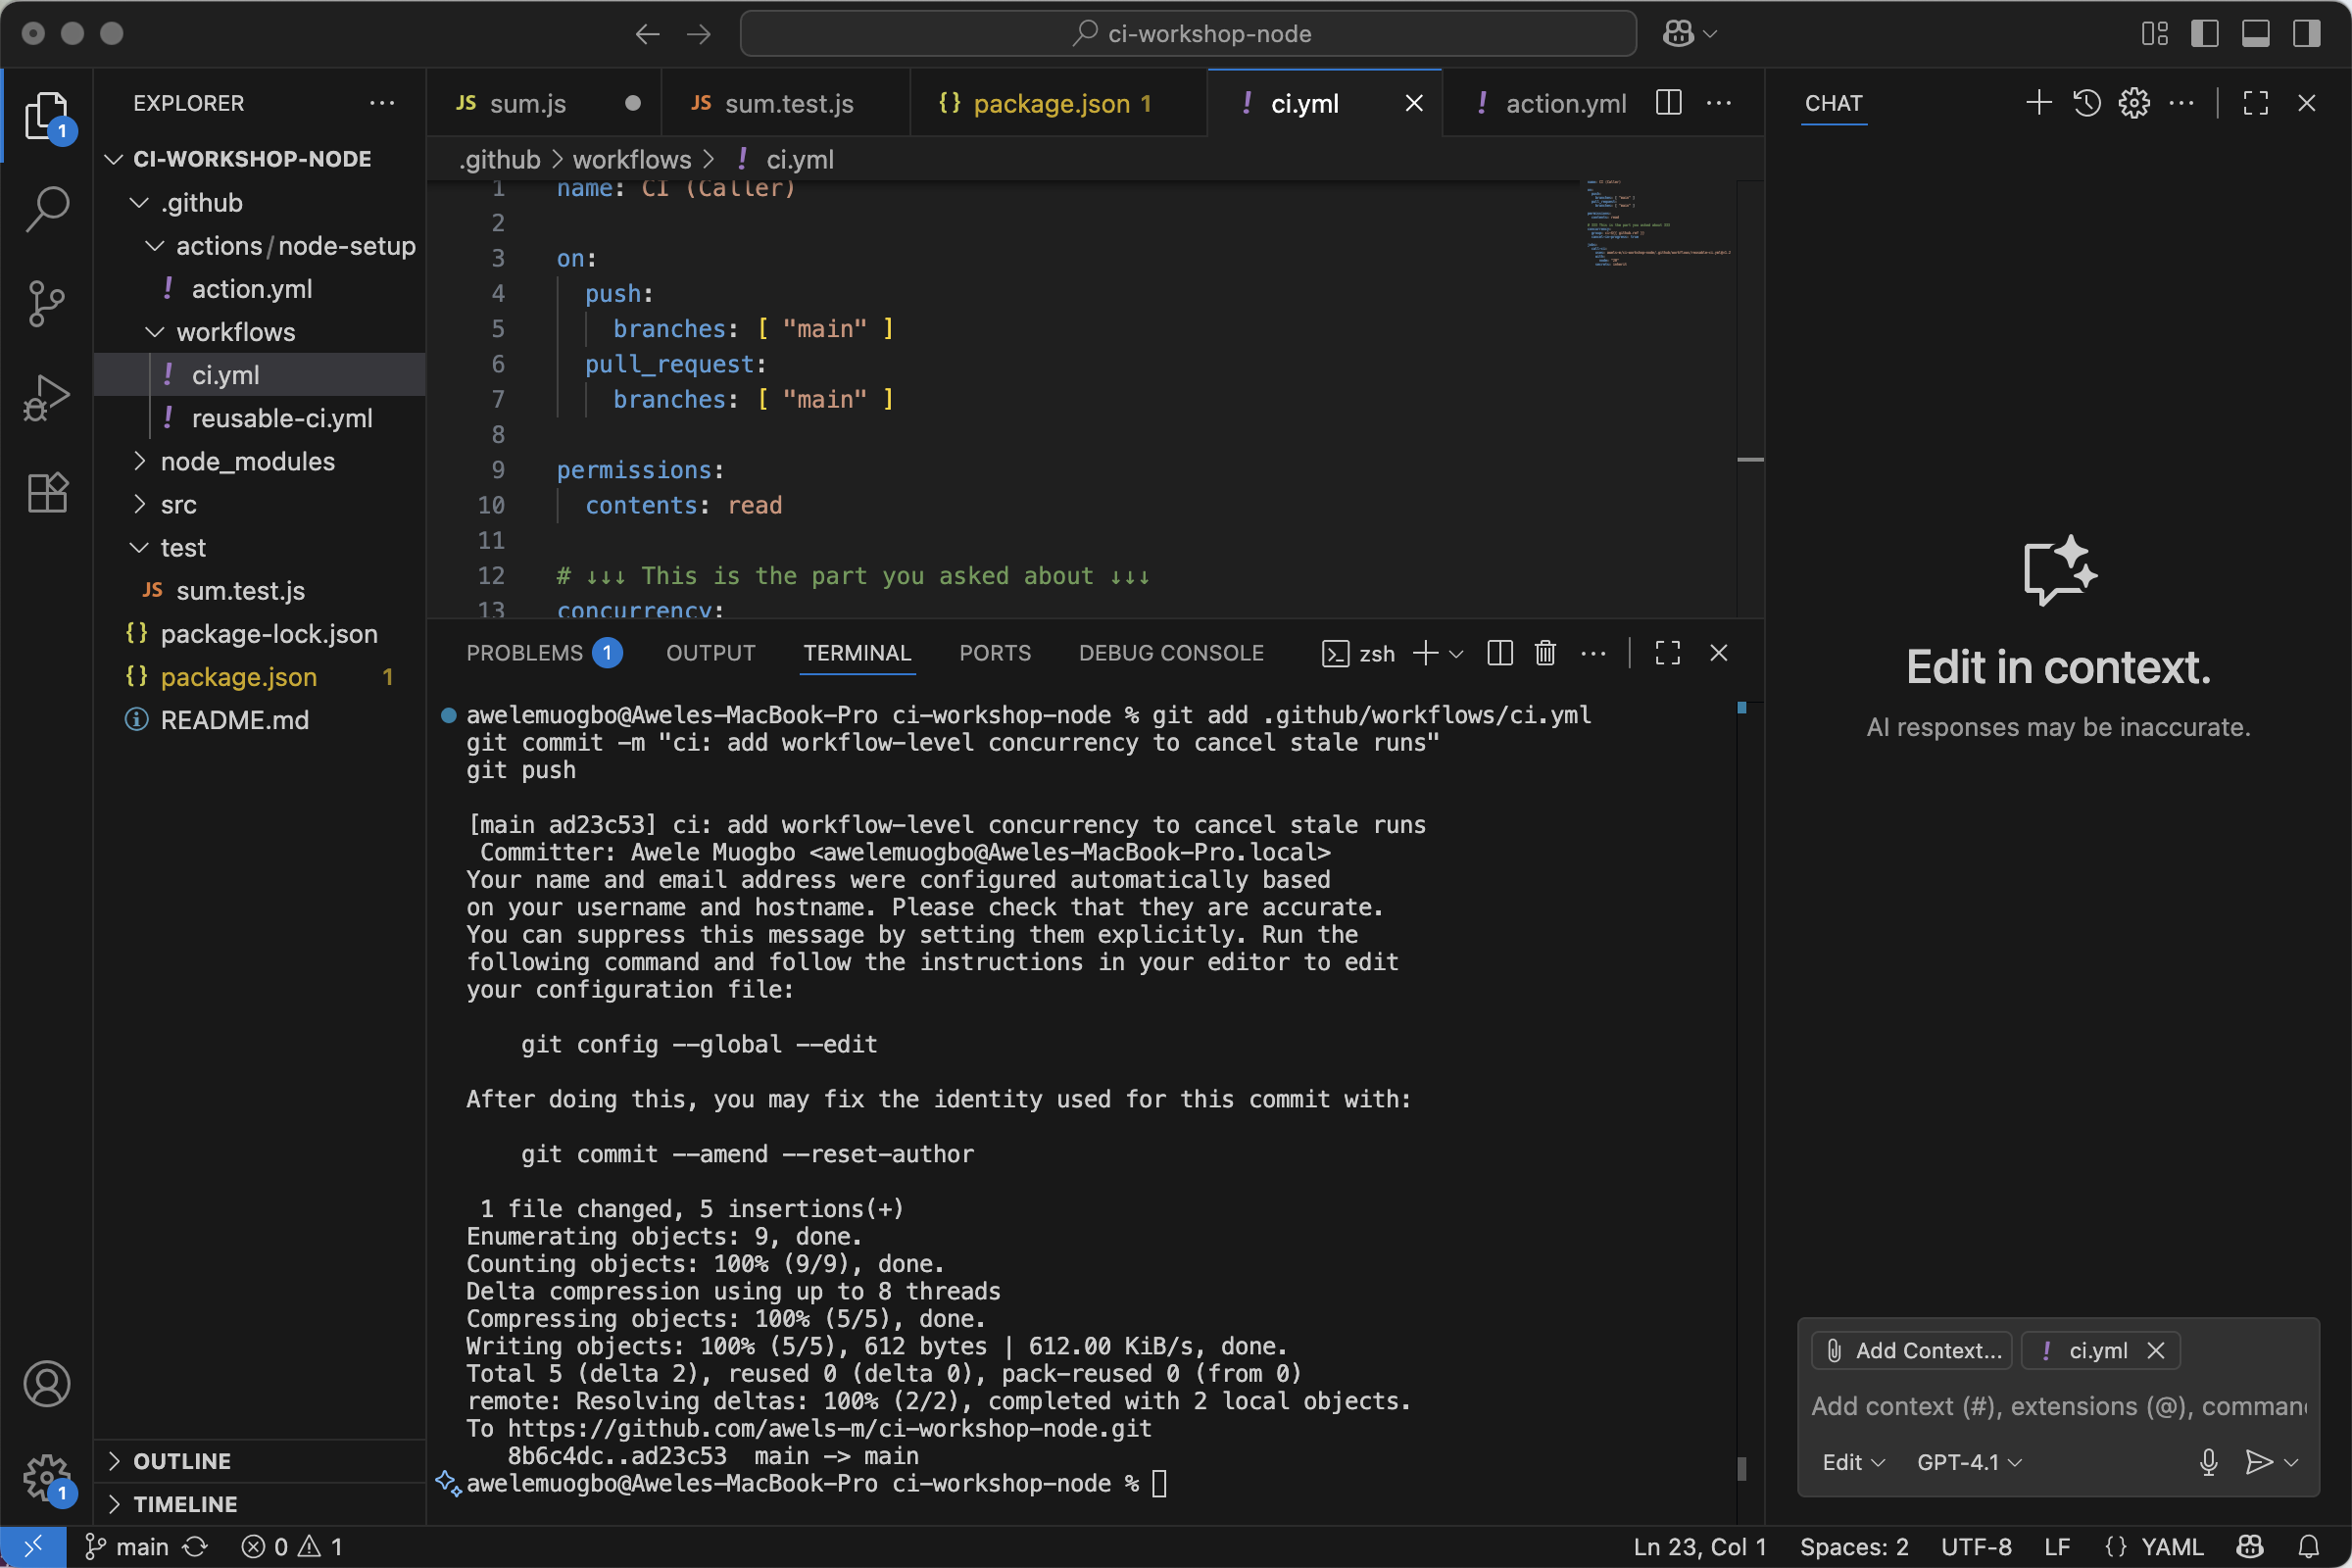 ci-workshop-node
EXPLORER
1
CI-WORKSHOP-NODE
.github
actions/node-setup
! action.yml
workflows
! ci.yml
! reusable-ci.yml
node_modules
src
test
JS sum.test.js
{} package-lock.json
{} package.json 1
README.md
OUTLINE
TIMELINE
1
JS sum.js
JS sum.test.js
{} package.json 1
! ci.yml
! action.yml
.github > workflows > ! ci.yml
1 name: CI (Caller)
2
3 on:
4 push:
5 branches: [ "main" ]
6 pull_request:
7 branches: [ "main" ]
8
9 permissions:
10 contents: read
11
12 # ↓↓↓ This is the part you asked about ↓↓↓
13 concurrency:
PROBLEMS 1 OUTPUT TERMINAL PORTS DEBUG CONSOLE zsh
awelemuogbo@Aweles-MacBook-Pro ci-workshop-node % git add .github/workflows/ci.yml
git commit -m "ci: add workflow-level concurrency to cancel stale runs"
git push
[main ad23c53] ci: add workflow-level concurrency to cancel stale runs
Committer: Awele Muogbo <awelemuogbo@Aweles-MacBook-Pro.local>
Your name and email address were configured automatically based
on your username and hostname. Please check that they are accurate.
You can suppress this message by setting them explicitly. Run the
following command and follow the instructions in your editor to edit
your configuration file:
git config --global --edit
After doing this, you may fix the identity used for this commit with:
git commit --amend --reset-author
1 file changed, 5 insertions(+)
Enumerating objects: 9, done.
Counting objects: 100% (9/9), done.
Delta compression using up to 8 threads
Compressing objects: 100% (5/5), done.
Writing objects: 100% (5/5), 612 bytes | 612.00 KiB/s, done.
Total 5 (delta 2), reused 0 (delta 0), pack-reused 0 (from 0)
remote: Resolving deltas: 100% (2/2), completed with 2 local objects.
To https://github.com/awels-m/ci-workshop-node.git
8b6c4dc..ad23c53 main -> main
awelemuogbo@Aweles-MacBook-Pro ci-workshop-node %
CHAT
Edit in context.
AI responses may be inaccurate.
Add Context...
! ci.yml
Add context (#), extensions (@),
Edit GPT-4.1
main 0 1
Ln 23, Col 1 Spaces: 2 UTF-8 LF {} YAML